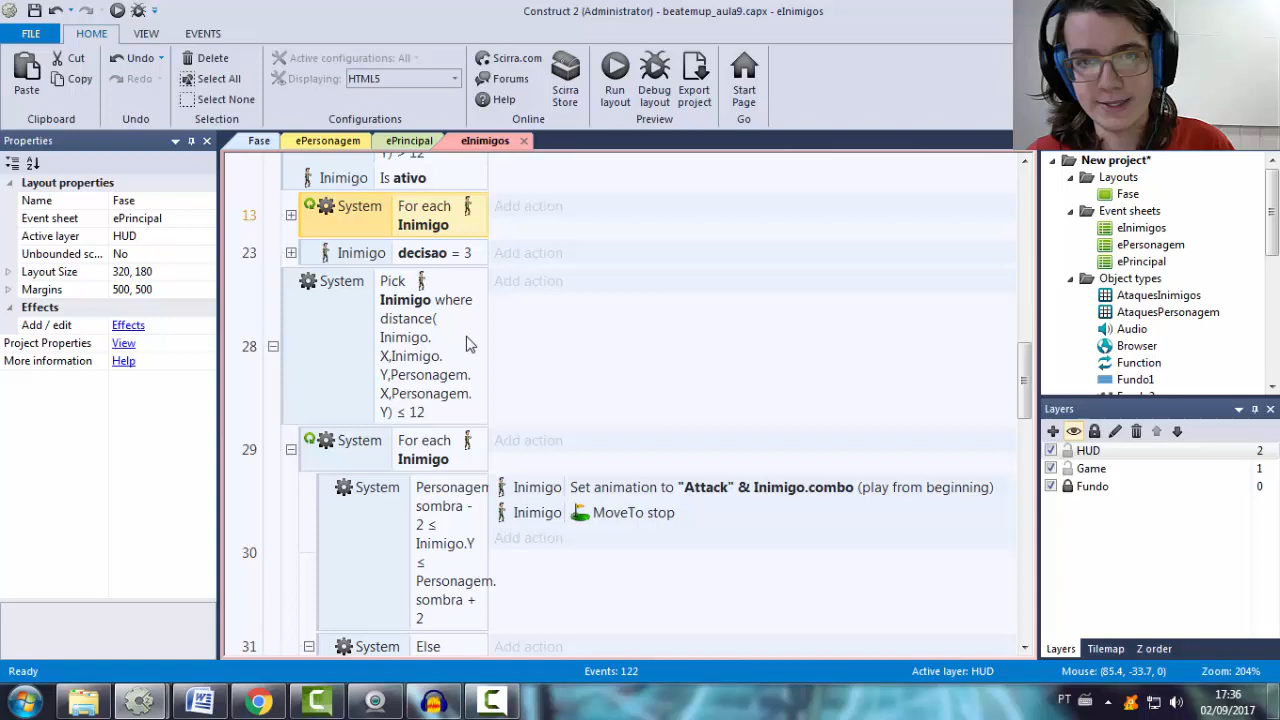 Construct 2 (Administrator) - beatemup_aula9.capx - eInimigos
FILE HOME VIEW EVENTS
Paste
Cut
Copy
Clipboard
Undo
Redo
Undo
Delete
Select All
Select None
Selection
Active configurations: All
Displaying: HTML5
Configurations
Scirra.com
Forums
Help
Scirra Store
Online
Run layout
Debug layout
Export project
Preview
Start Page
Go
Properties
Layout properties
Name Fase
Event sheet ePrincipal
Active layer HUD
Unbounded sc... No
Layout Size 320, 180
Margins 500, 500
Effects
Add / edit Effects
Project Properties View
More information Help
Fase ePersonagem ePrincipal eInimigos
Y) > 12
Inimigo Is ativo
13 System For each Inimigo Add action
23 Inimigo decisao = 3 Add action
28 System Pick Add action
Inimigo where
distance(
Inimigo.
X,Inimigo.
Y,Personagem.
X,Personagem.
Y) ≤ 12
29 System For each Inimigo Add action
30 System Personagem
sombra -
2 ≤
Inimigo.Y
≤
Personagem.
sombra +
2
Inimigo Set animation to "Attack" & Inimigo.combo (play from beginning)
Inimigo MoveTo stop
Add action
31 System Else Add action
New project*
Layouts
Fase
Event sheets
eInimigos
ePersonagem
ePrincipal
Object types
AtaquesInimigos
AtaquesPersonagem
Audio
Browser
Function
Fundo1
Layers
HUD 2
Game 1
Fundo 0
Layers Tilemap Z order
Ready Events: 122 Active layer: HUD Mouse: (85.4, -33.7, 0) Zoom: 204%
PT 17:36
02/09/2017